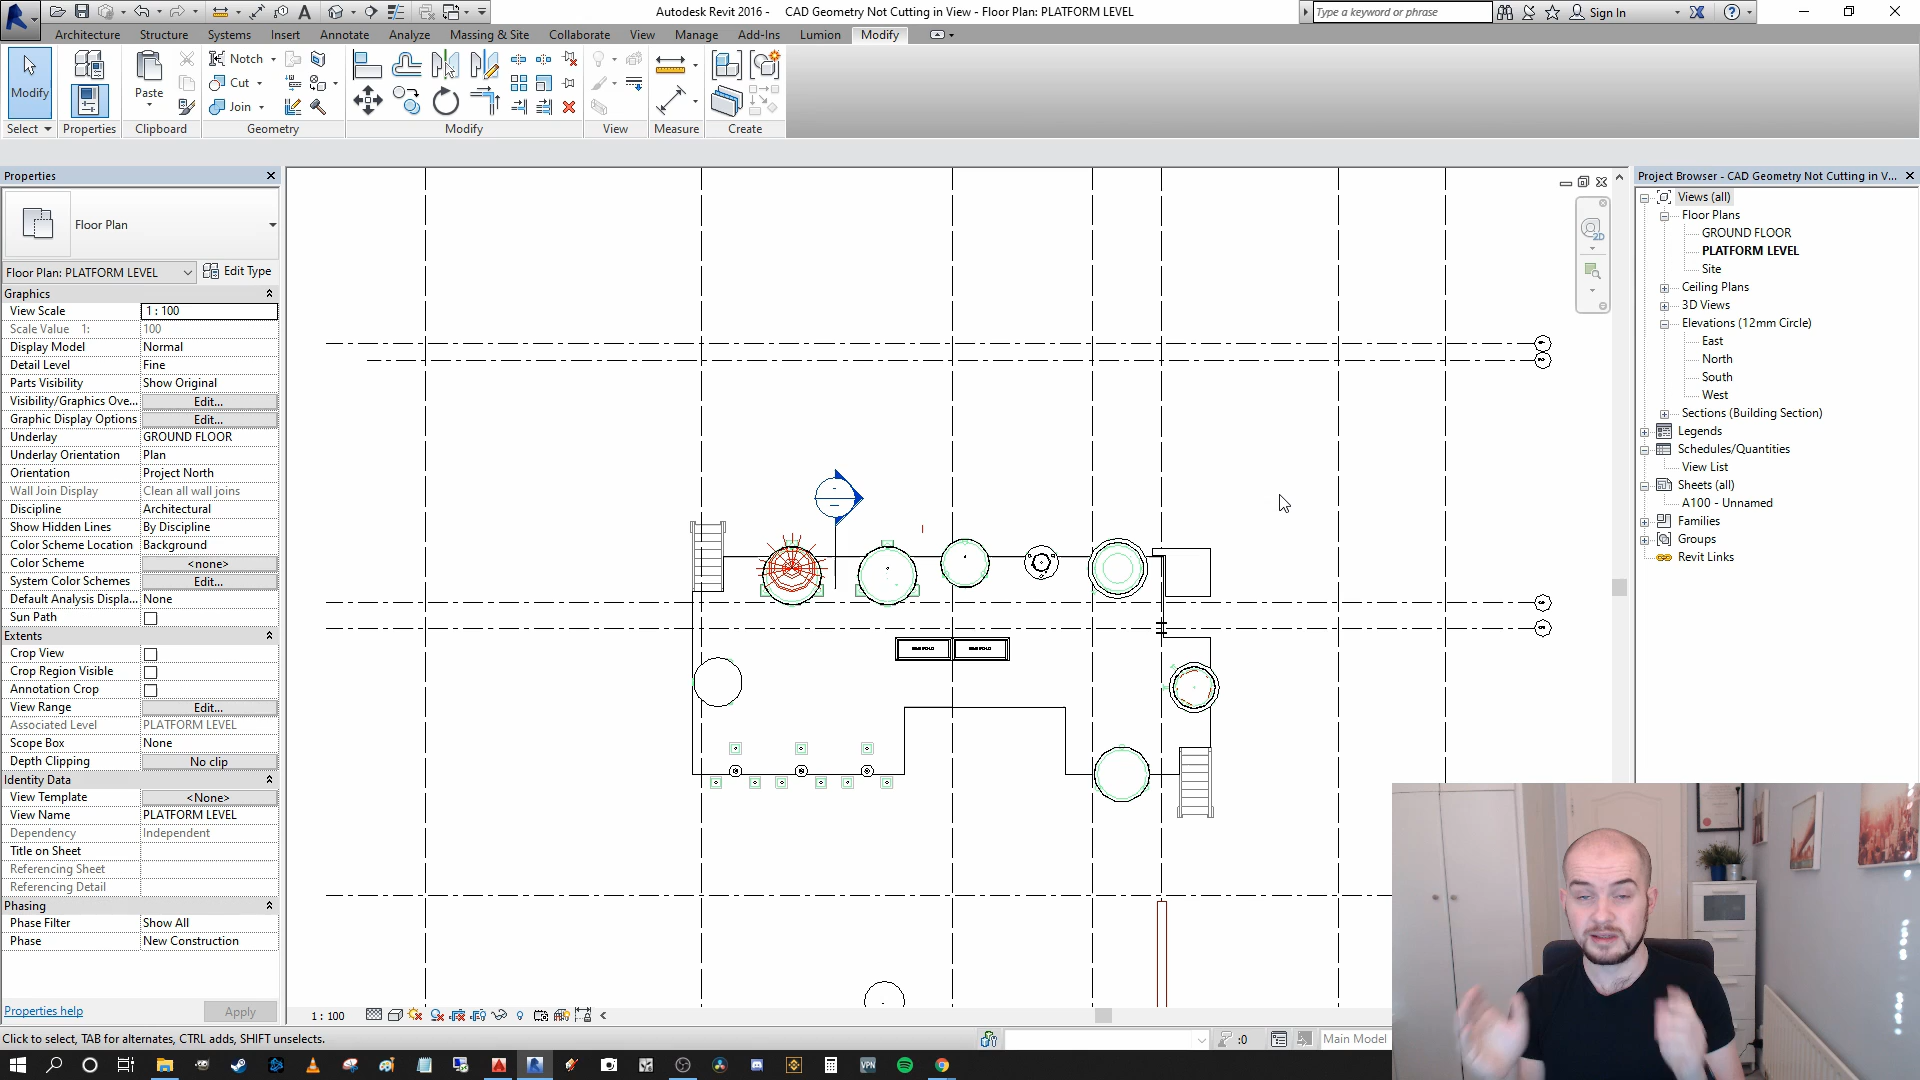 Autodesk Revit 2016 - CAD Geometry Not Cutting in View - Floor Plan: PLATFORM LEVEL
Type a keyword or phrase
Sign In
Architecture Structure Systems Insert Annotate Analyze Massing & Site Collaborate View Manage Add-Ins Lumion Modify
Modify
Paste
Notch
Cut
Join
Select Properties Clipboard Geometry Modify View Measure Create
Properties
Floor Plan
Floor Plan: PLATFORM LEVEL Edit Type
Graphics
View Scale 1 : 100
Scale Value 1: 100
Display Model Normal
Detail Level Fine
Parts Visibility Show Original
Visibility/Graphics Ove... Edit...
Graphic Display Options Edit...
Underlay GROUND FLOOR
Underlay Orientation Plan
Orientation Project North
Wall Join Display Clean all wall joins
Discipline Architectural
Show Hidden Lines By Discipline
Color Scheme Location Background
Color Scheme <none>
System Color Schemes Edit...
Default Analysis Displa... None
Sun Path
Extents
Crop View
Crop Region Visible
Annotation Crop
View Range Edit...
Associated Level PLATFORM LEVEL
Scope Box None
Depth Clipping No clip
Identity Data
View Template <None>
View Name PLATFORM LEVEL
Dependency Independent
Title on Sheet
Referencing Sheet
Referencing Detail
Phasing
Phase Filter Show All
Phase New Construction
Properties help Apply
2D
Project Browser - CAD Geometry Not Cutting in V...
Views (all)
Floor Plans
GROUND FLOOR
PLATFORM LEVEL
Site
Ceiling Plans
3D Views
Elevations (12mm Circle)
East
North
South
West
Sections (Building Section)
Legends
Schedules/Quantities
View List
Sheets (all)
A100 - Unnamed
Families
Groups
Revit Links
1 : 100
Click to select, TAB for alternates, CTRL adds, SHIFT unselects.
:0
Main Model
VPN